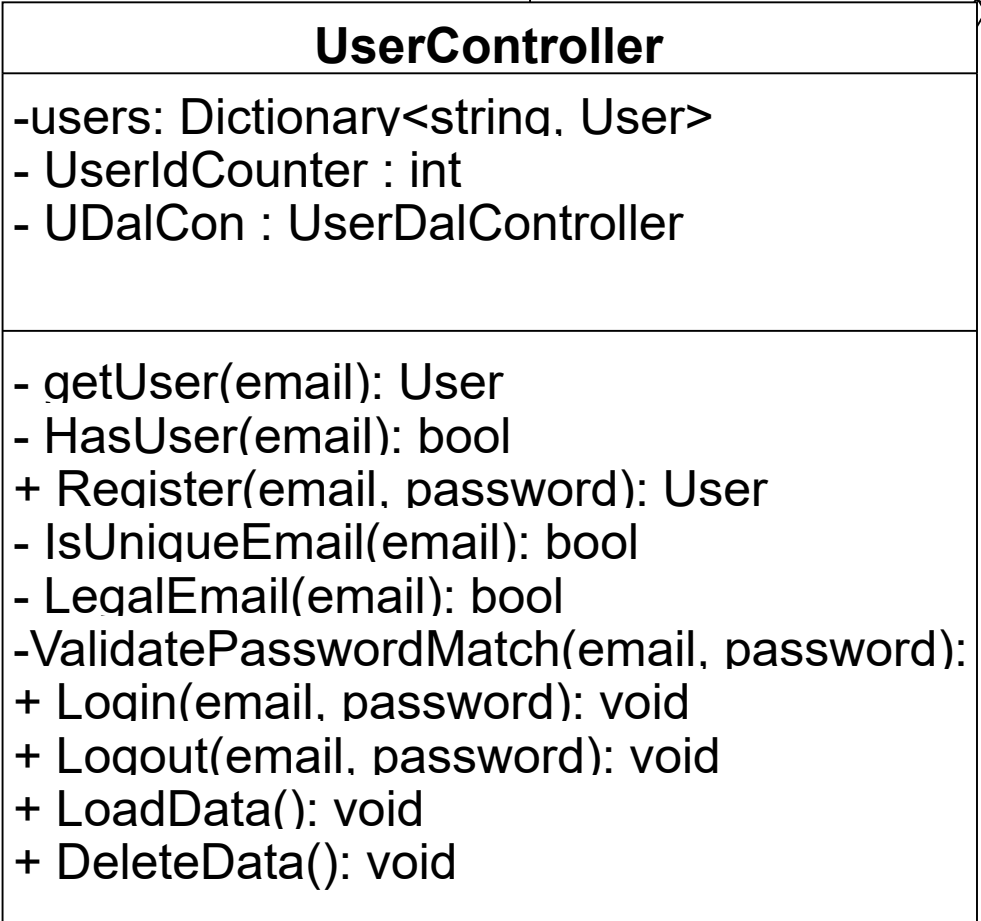 UserController
-users: Dictionary<string, User>
- UserIdCounter : int
- UDalCon : UserDalController
- getUser(email): User
- HasUser(email): bool
+ Register(email, password): User
- IsUniqueEmail(email): bool
- LegalEmail(email): bool
-ValidatePasswordMatch(email, password):
+ Login(email, password): void
+ Logout(email, password): void
+ LoadData(): void
+ DeleteData(): void